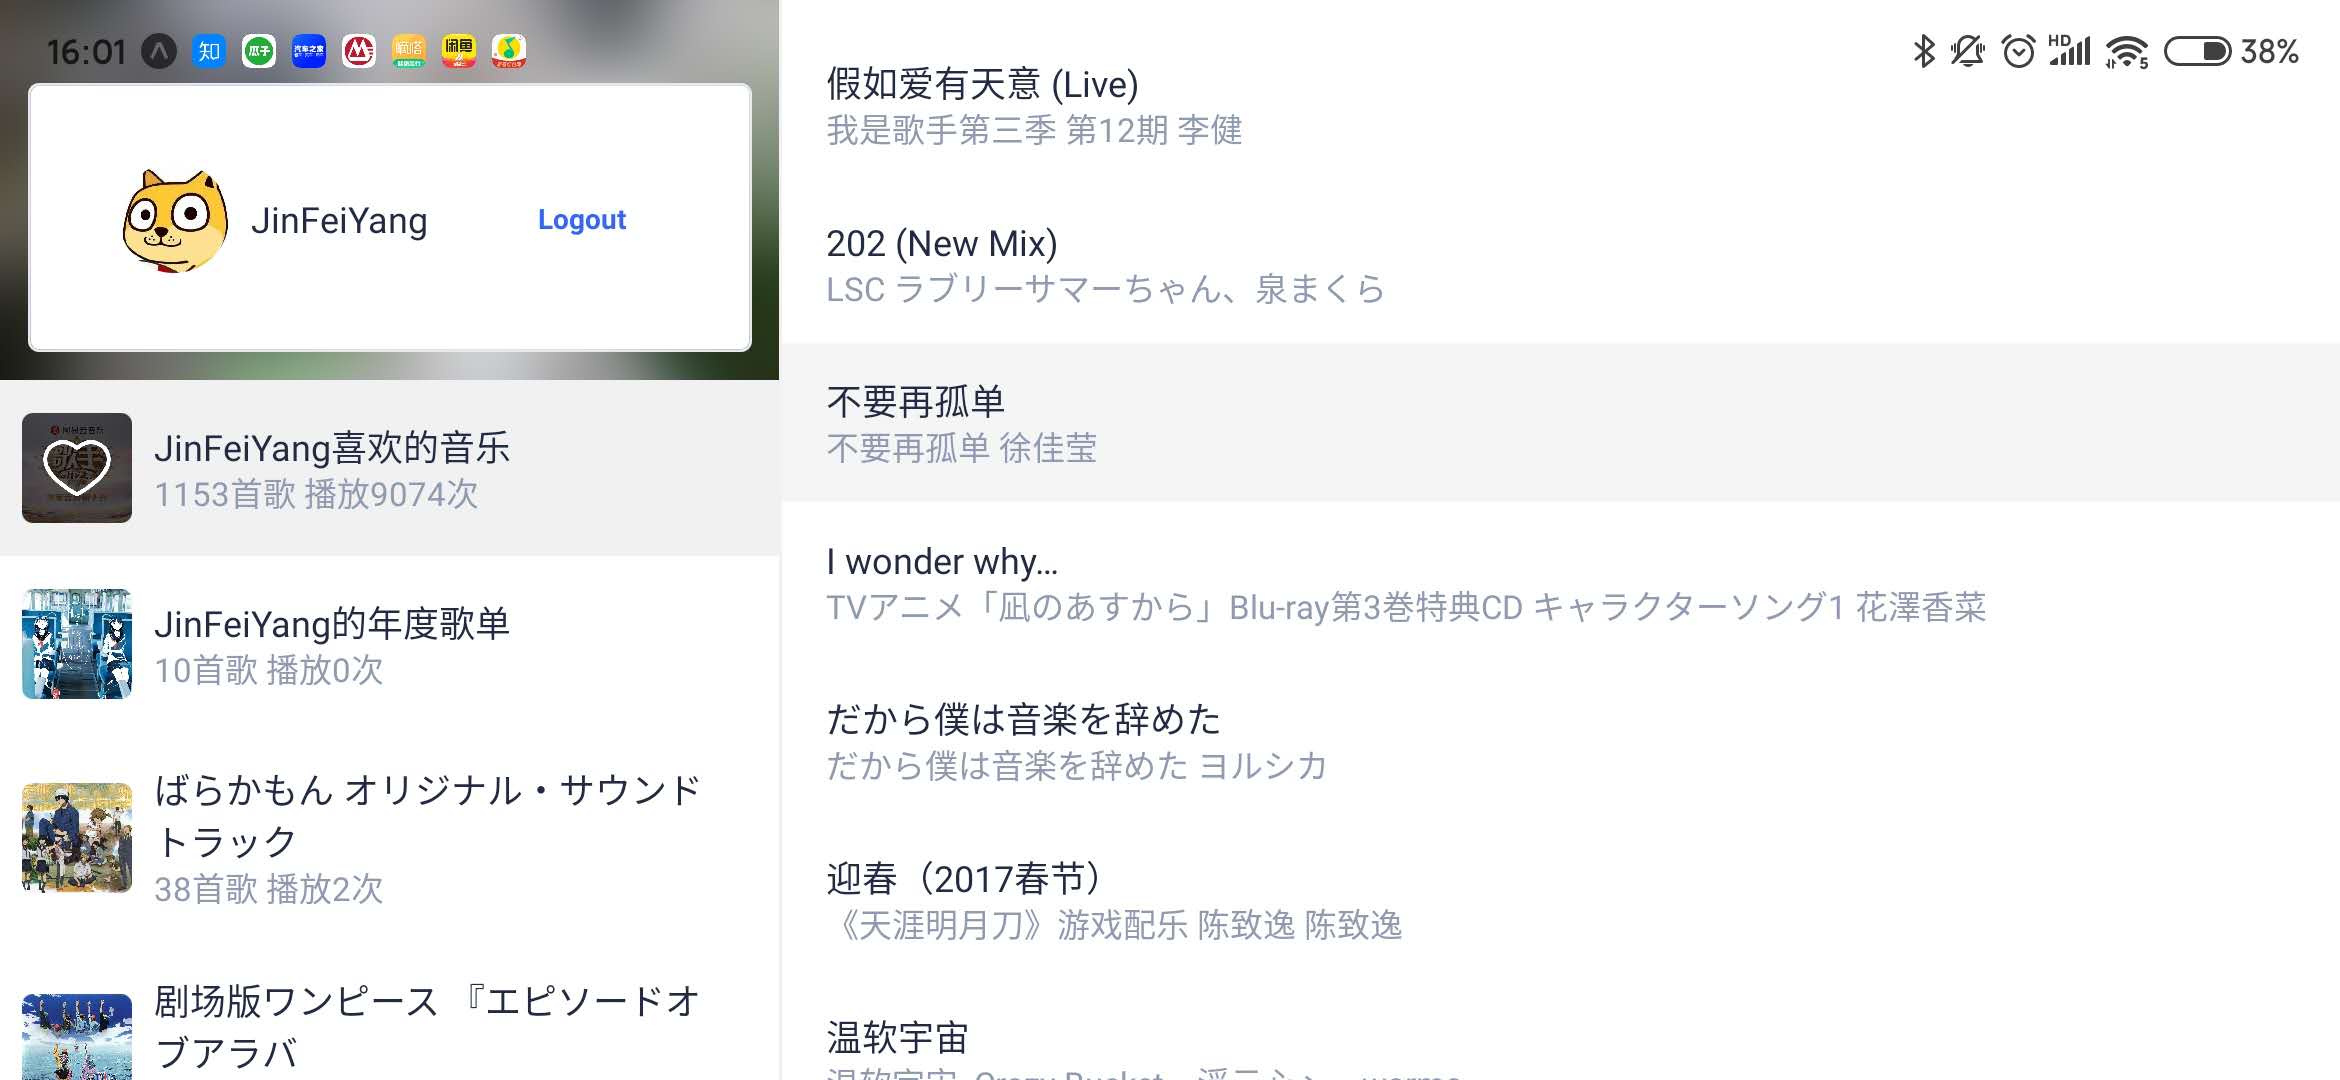 16:01
知
瓜子
汽车之家
嘀嗒
闲鱼
38%
JinFeiYang
Logout
JinFeiYang喜欢的音乐
1153首歌 播放9074次
JinFeiYang的年度歌单
10首歌 播放0次
ばらかもん オリジナル・サウンド
トラック
38首歌 播放2次
剧场版ワンピース 『エピソードオ
ブアラバ
假如爱有天意 (Live)
我是歌手第三季 第12期 李健
202 (New Mix)
LSC ラブリーサマーちゃん、泉まくら
不要再孤单
不要再孤单 徐佳莹
I wonder why...
TVアニメ「凪のあすから」Blu-ray第3巻特典CD キャラクターソング1 花澤香菜
だから僕は音楽を辞めた
だから僕は音楽を辞めた ヨルシカ
迎春（2017春节）
《天涯明月刀》游戏配乐 陈致逸 陈致逸
温软宇宙